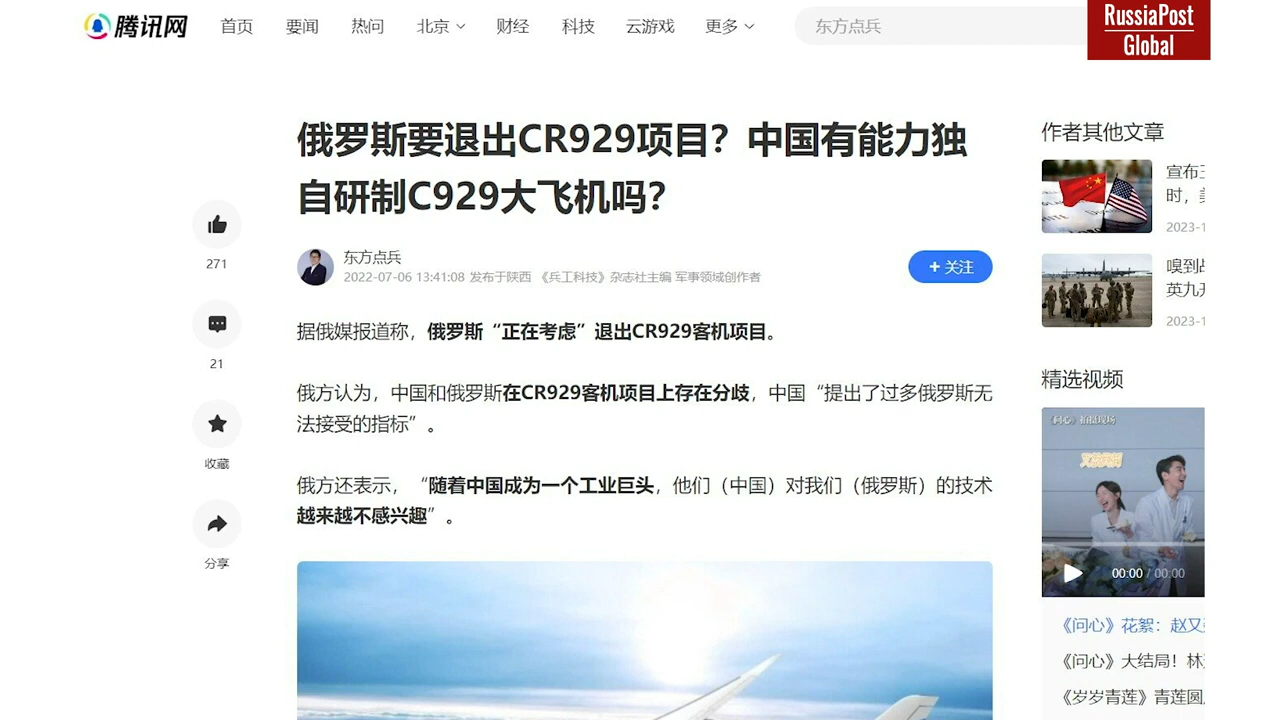 腾讯网 首页 要闻 热问 北京 财经 科技 云游戏 更多 东方点兵
RussiaPost
Global
俄罗斯要退出CR929项目？中国有能力独
自研制C929大飞机吗？
东方点兵
2022-07-06 13:41:08 发布于陕西 《兵工科技》杂志社主编 军事领域创作者
+ 关注
271
21
收藏
分享
据俄媒报道称，俄罗斯“正在考虑”退出CR929客机项目。
俄方认为，中国和俄罗斯在CR929客机项目上存在分歧，中国“提出了过多俄罗斯无
法接受的指标”。
俄方还表示，“随着中国成为一个工业巨头，他们（中国）对我们（俄罗斯）的技术
越来越不感兴趣”。
作者其他文章
宣布
时，
2023-1
嗅到
英九
2023-1
精选视频
《问心》拍摄现场
00:00 / 00:00
《问心》花絮：赵又
《问心》大结局！林
《岁岁青莲》青莲圆